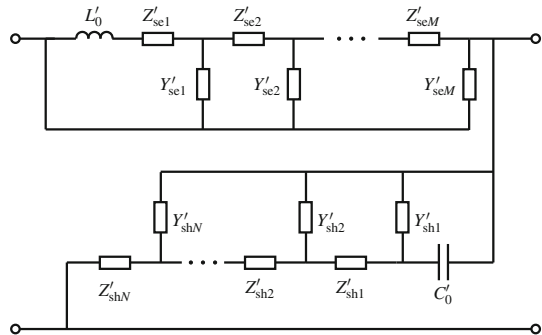 L′₀ Z′se1 Z′se2 Z′seM
Y′se1 Y′se2 Y′seM
Y′shN Y′sh2 Y′sh1
Z′shN Z′sh2 Z′sh1 C′₀